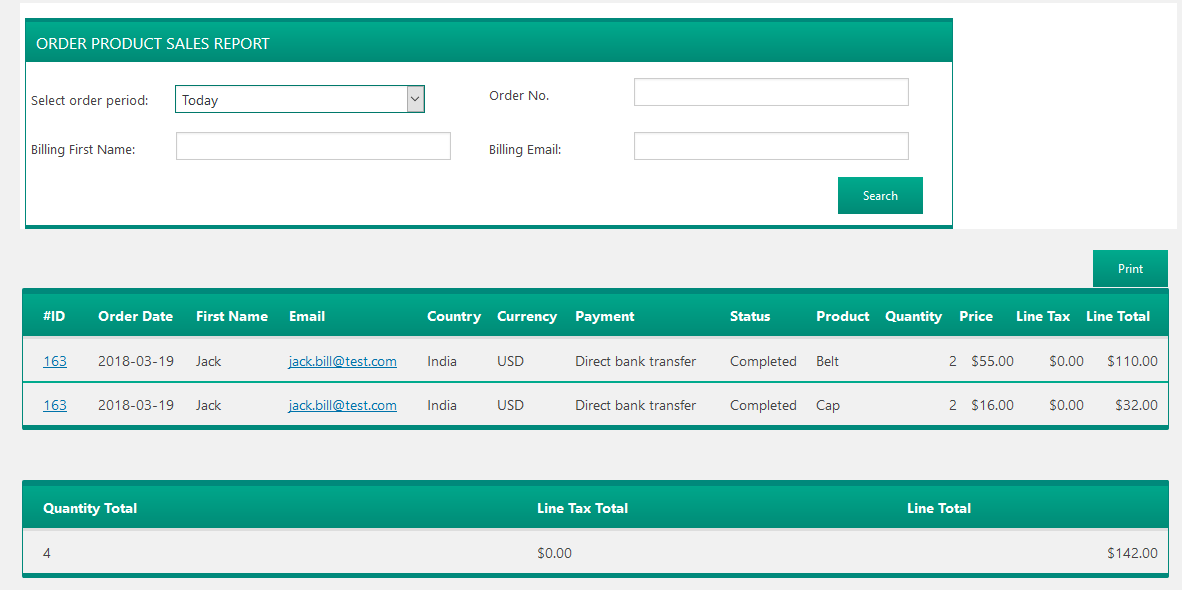 ORDER PRODUCT SALES REPORT
Select order period: Today Order No.
Billing First Name: Billing Email:
Search
Print
#ID Order Date First Name Email Country Currency Payment Status Product Quantity Price Line Tax Line Total
163 2018-03-19 Jack jack.bill@test.com India USD Direct bank transfer Completed Belt 2 $55.00 $0.00 $110.00
163 2018-03-19 Jack jack.bill@test.com India USD Direct bank transfer Completed Cap 2 $16.00 $0.00 $32.00
Quantity Total Line Tax Total Line Total
4 $0.00 $142.00